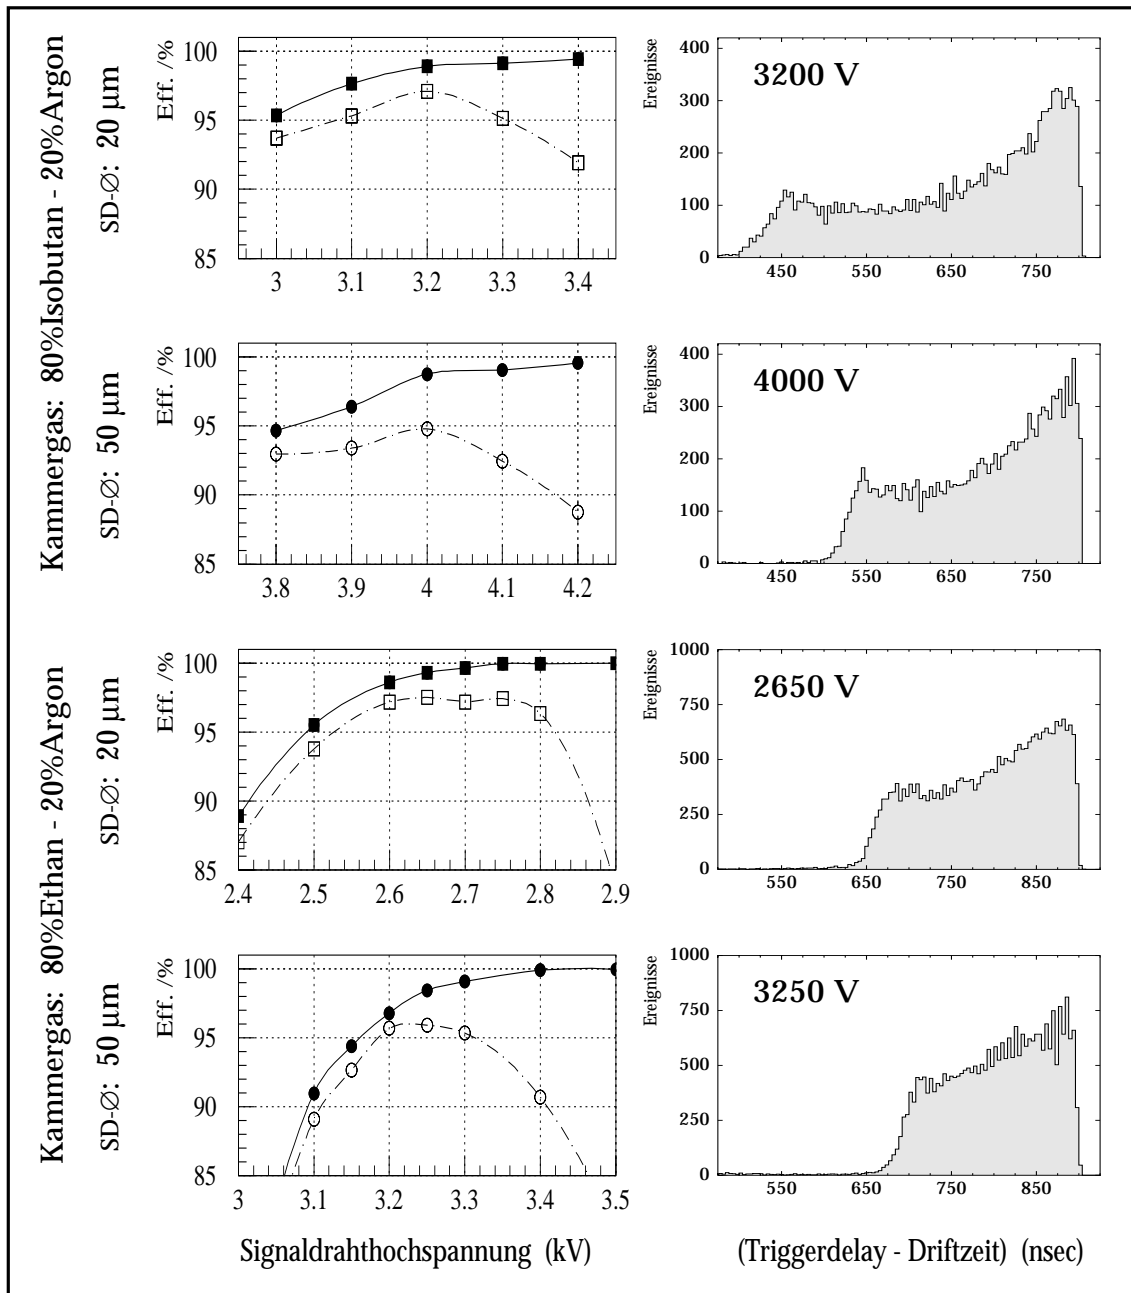 Kammergas: 80%Isobutan - 20%Argon
SD-Ø: 20 µm
Eff. /%
100
95
90
85
3 3.1 3.2 3.3 3.4
Ereignisse
400
300
200
100
0
3200 V
450 550 650 750
SD-Ø: 50 µm
Eff. /%
100
95
90
85
3.8 3.9 4 4.1 4.2
Ereignisse
400
300
200
100
0
4000 V
450 550 650 750
Kammergas: 80%Ethan - 20%Argon
SD-Ø: 20 µm
Eff. /%
100
95
90
85
2.4 2.5 2.6 2.7 2.8 2.9
Ereignisse
1000
750
500
250
0
2650 V
550 650 750 850
SD-Ø: 50 µm
Eff. /%
100
95
90
85
3 3.1 3.2 3.3 3.4 3.5
Ereignisse
1000
750
500
250
0
3250 V
550 650 750 850
Signaldrahthochspannung (kV)
(Triggerdelay - Driftzeit) (nsec)